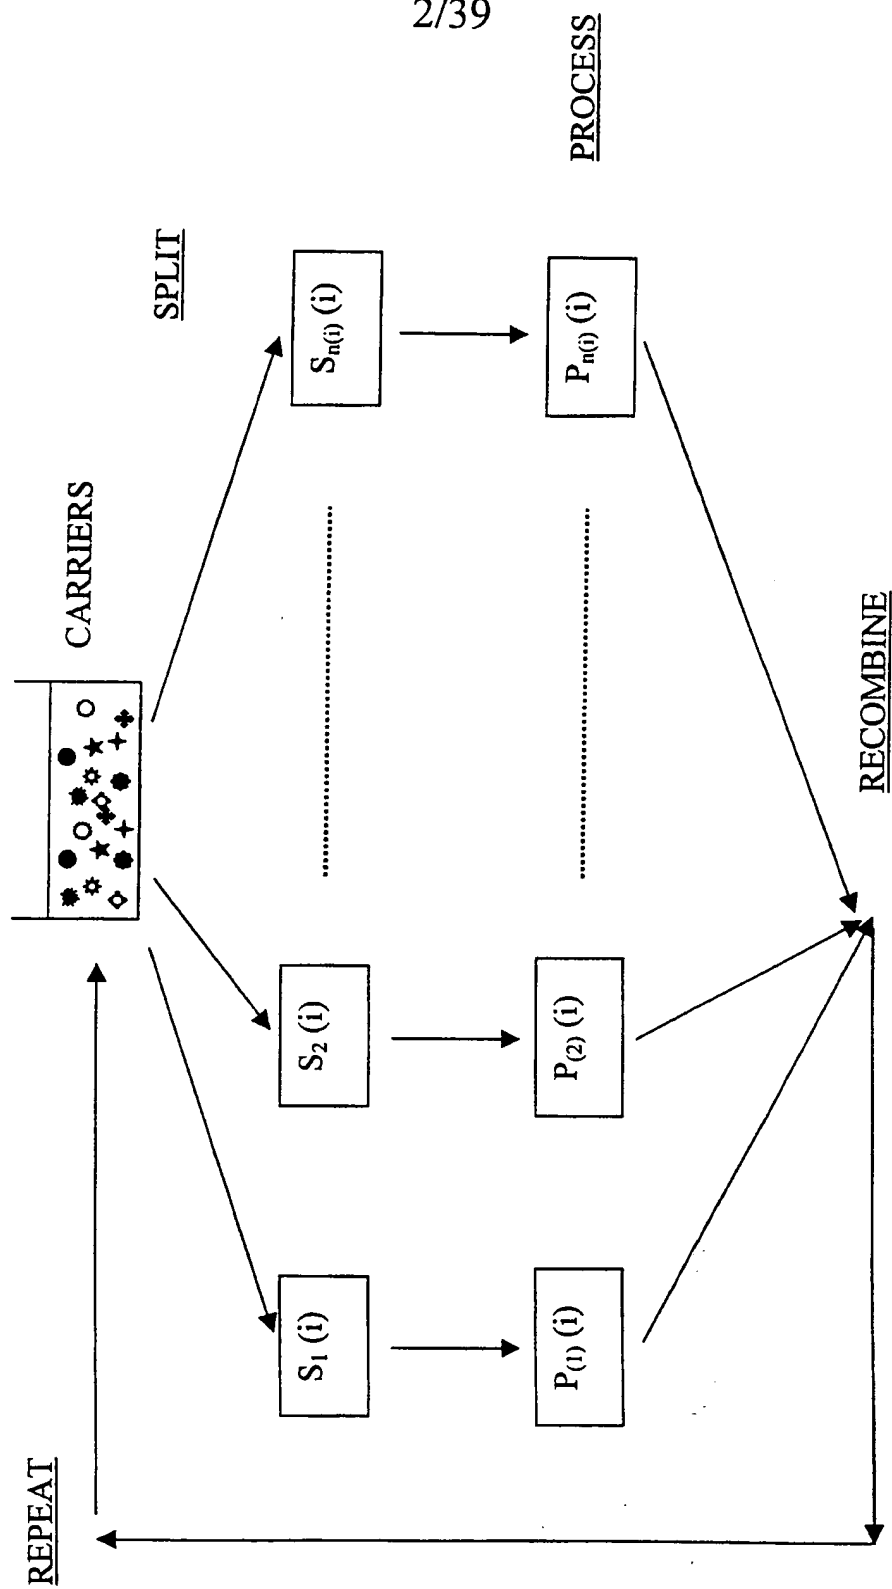 2/39
REPEAT
CARRIERS
SPLIT
S₁ (i)
S₂ (i)
Sₙ₍ᵢ₎ (i)
PROCESS
P₍₁₎ (i)
P₍₂₎ (i)
Pₙ₍ᵢ₎ (i)
RECOMBINE